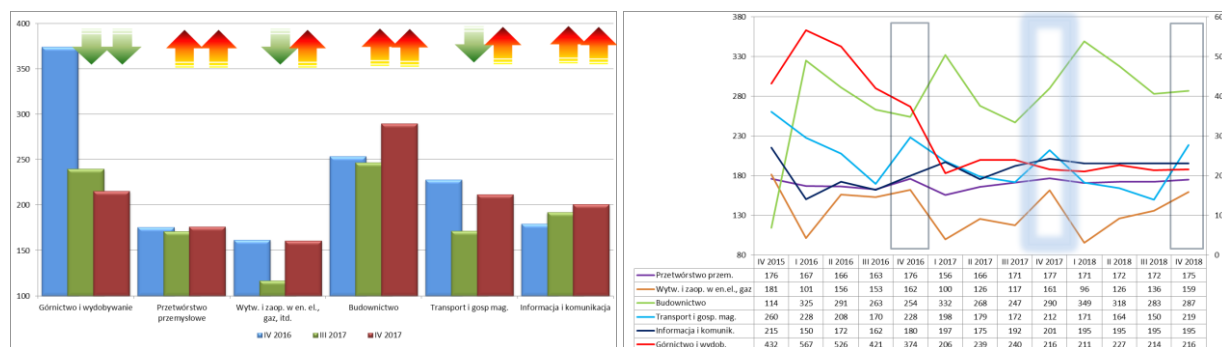 400
350
300
250
200
150
100
Górnictwo i wydobywanie
Przetwórstwo
przemysłowe
Wytw. i zaop. w en. el.,
gaz, itd.
Budownictwo
Transport i gosp mag.
Informacja i komunikacja
IV 2016
III 2017
IV 2017
380
330
280
230
180
130
80
60
50
40
30
20
10
0
IV 2015 I 2016 II 2016 III 2016 IV 2016 I 2017 II 2017 III 2017 IV 2017 I 2018 II 2018 III 2018 IV 2018
Przetwórstwo przem. 176 167 166 163 176 156 166 171 177 171 172 172 175
Wytw. i zaop. w en.el., gaz 181 101 156 153 162 100 126 117 161 96 126 136 159
Budownictwo 114 325 291 263 254 332 268 247 290 349 318 283 287
Transport i gosp. mag. 260 228 208 170 228 198 179 172 212 171 164 150 219
Informacja i komunik. 215 150 172 162 180 197 175 192 201 195 195 195 195
Górnictwo i wydob. 432 567 526 421 374 206 239 240 216 211 227 214 216